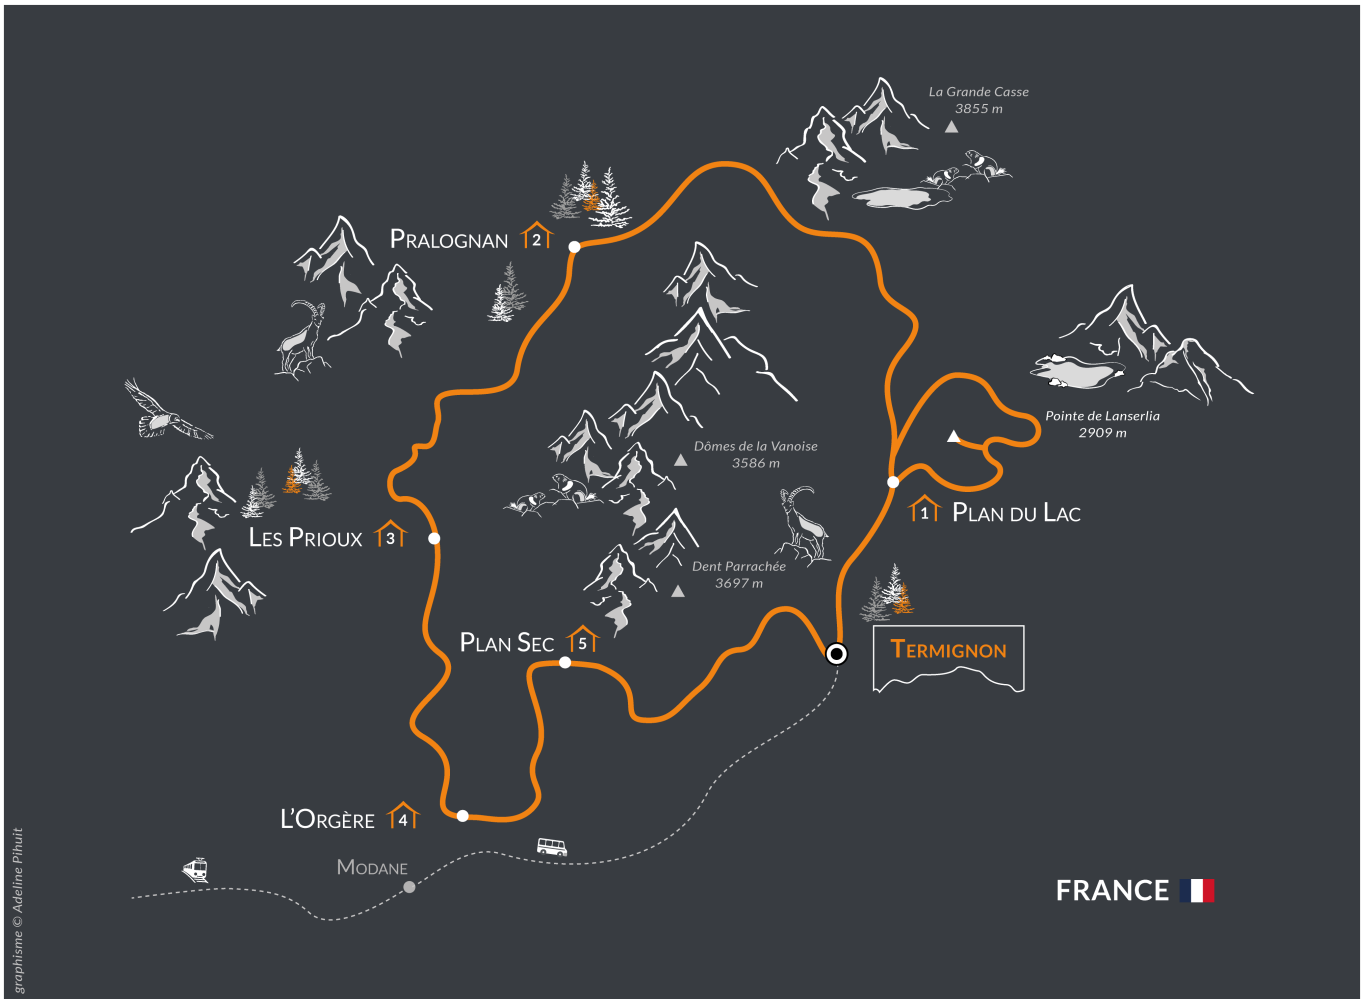 La Grande Casse
3855 m
PRALOGNAN 2
Pointe de Lanserlia
2909 m
Dômes de la Vanoise
3586 m
1 PLAN DU LAC
LES PRIOUX 3
Dent Parrachée
3697 m
PLAN SEC 5
TERMIGNON
L'ORGÈRE 4
MODANE
FRANCE
graphisme © Adeline Pihuit